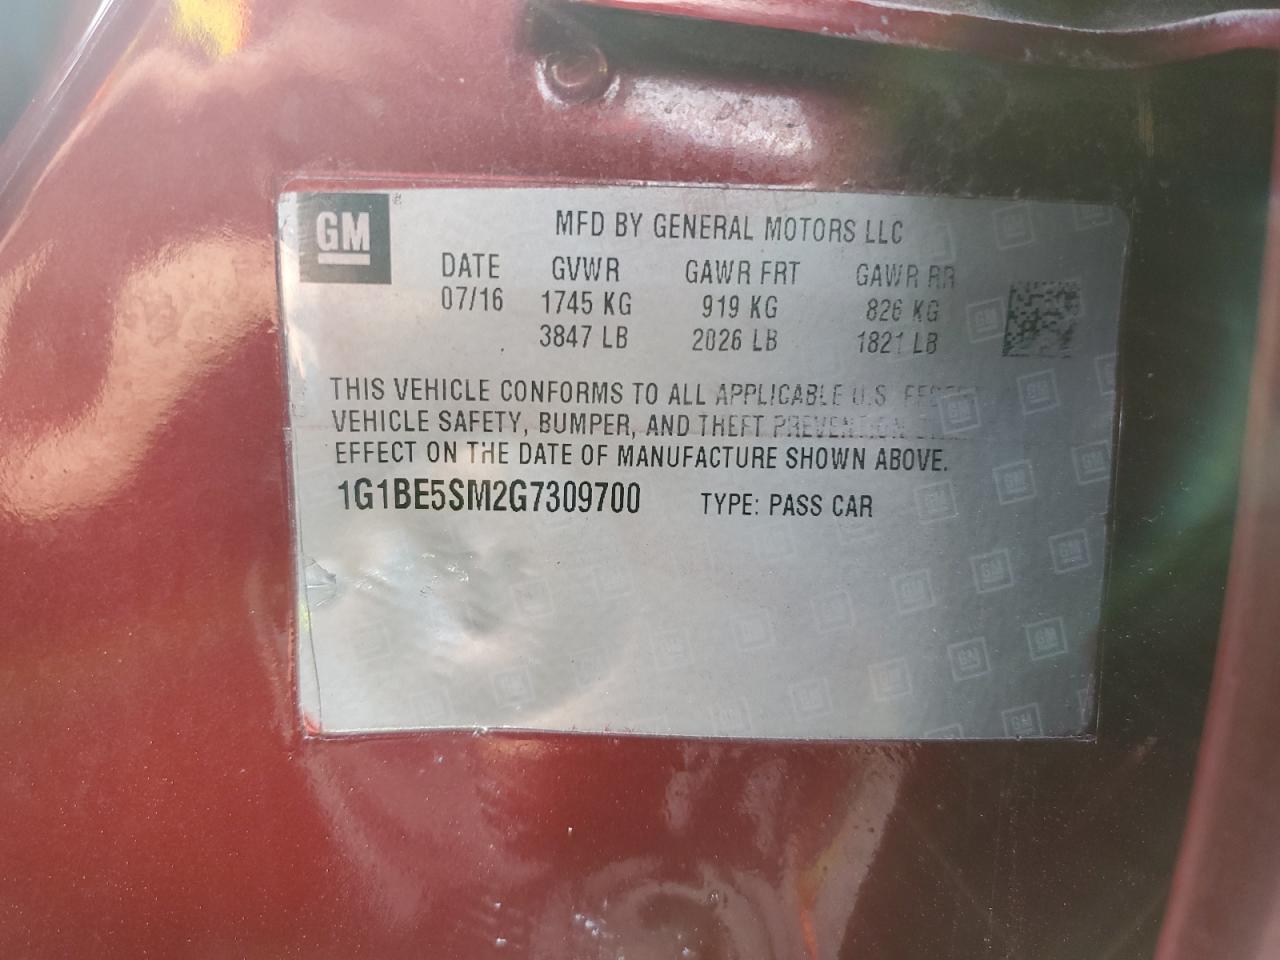 GM
MFD BY GENERAL MOTORS LLC
DATE GVWR GAWR FRT GAWR RR
07/16 1745 KG 919 KG 826 KG
3847 LB 2026 LB 1821 LB
THIS VEHICLE CONFORMS TO ALL APPLICABLE U.S.
VEHICLE SAFETY, BUMPER, AND THEFT PREVENTION
EFFECT ON THE DATE OF MANUFACTURE SHOWN ABOVE.
1G1BE5SM2G7309700 TYPE: PASS CAR